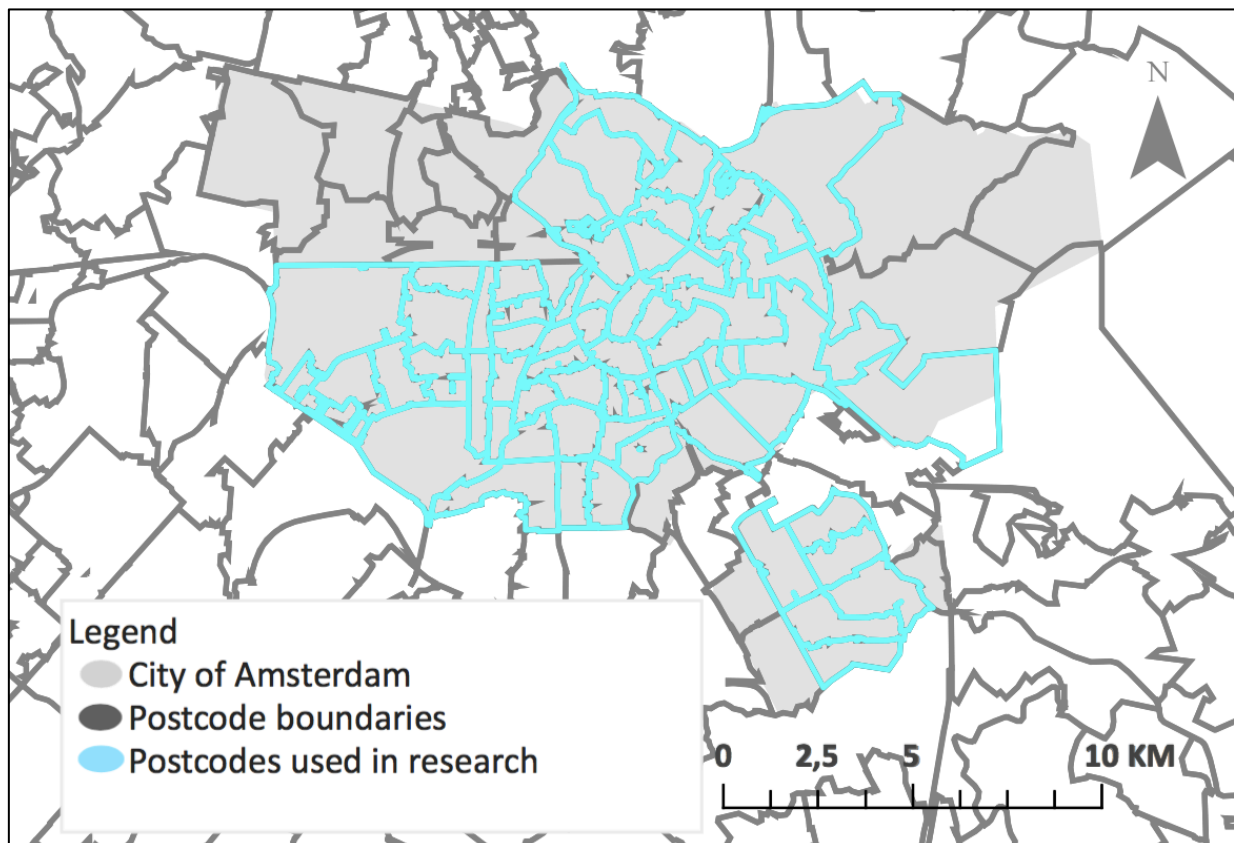 N
Legend
City of Amsterdam
Postcode boundaries
Postcodes used in research
0 2,5 5 10 KM